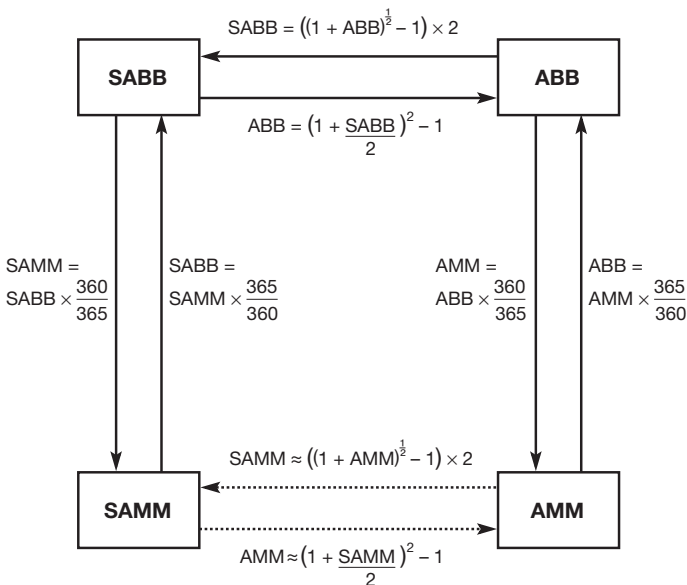 SABB = ((1 + ABB)^½ – 1) × 2
SABB
ABB
ABB = (1 + SABB/2)² – 1
SAMM =
SABB × 360/365
SABB =
SAMM × 365/360
AMM =
ABB × 360/365
ABB =
AMM × 365/360
SAMM ≈ ((1 + AMM)^½ – 1) × 2
SAMM
AMM
AMM ≈ (1 + SAMM/2)² – 1